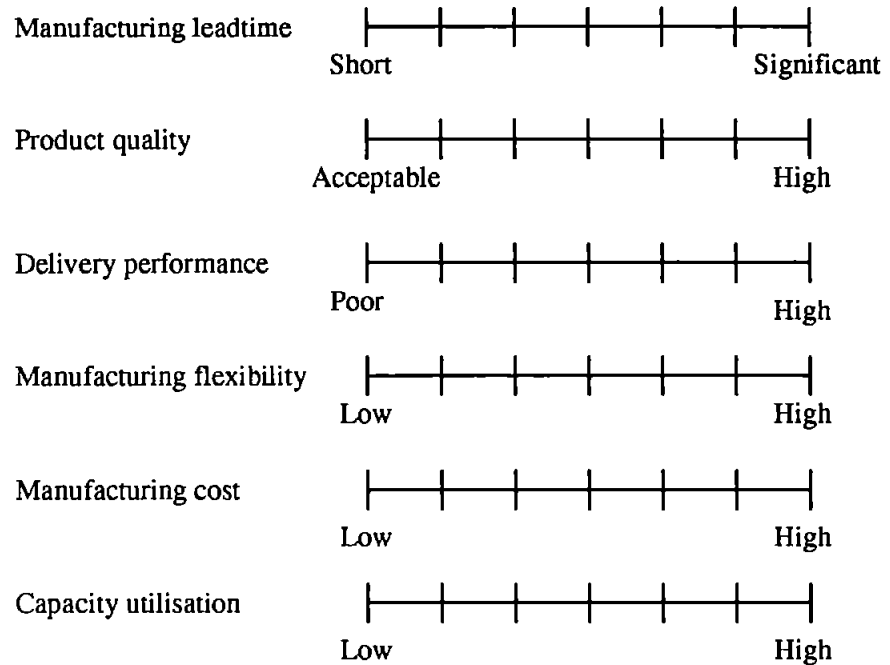 Manufacturing leadtime
Short Significant
Product quality
Acceptable High
Delivery performance
Poor High
Manufacturing flexibility
Low High
Manufacturing cost
Low High
Capacity utilisation
Low High